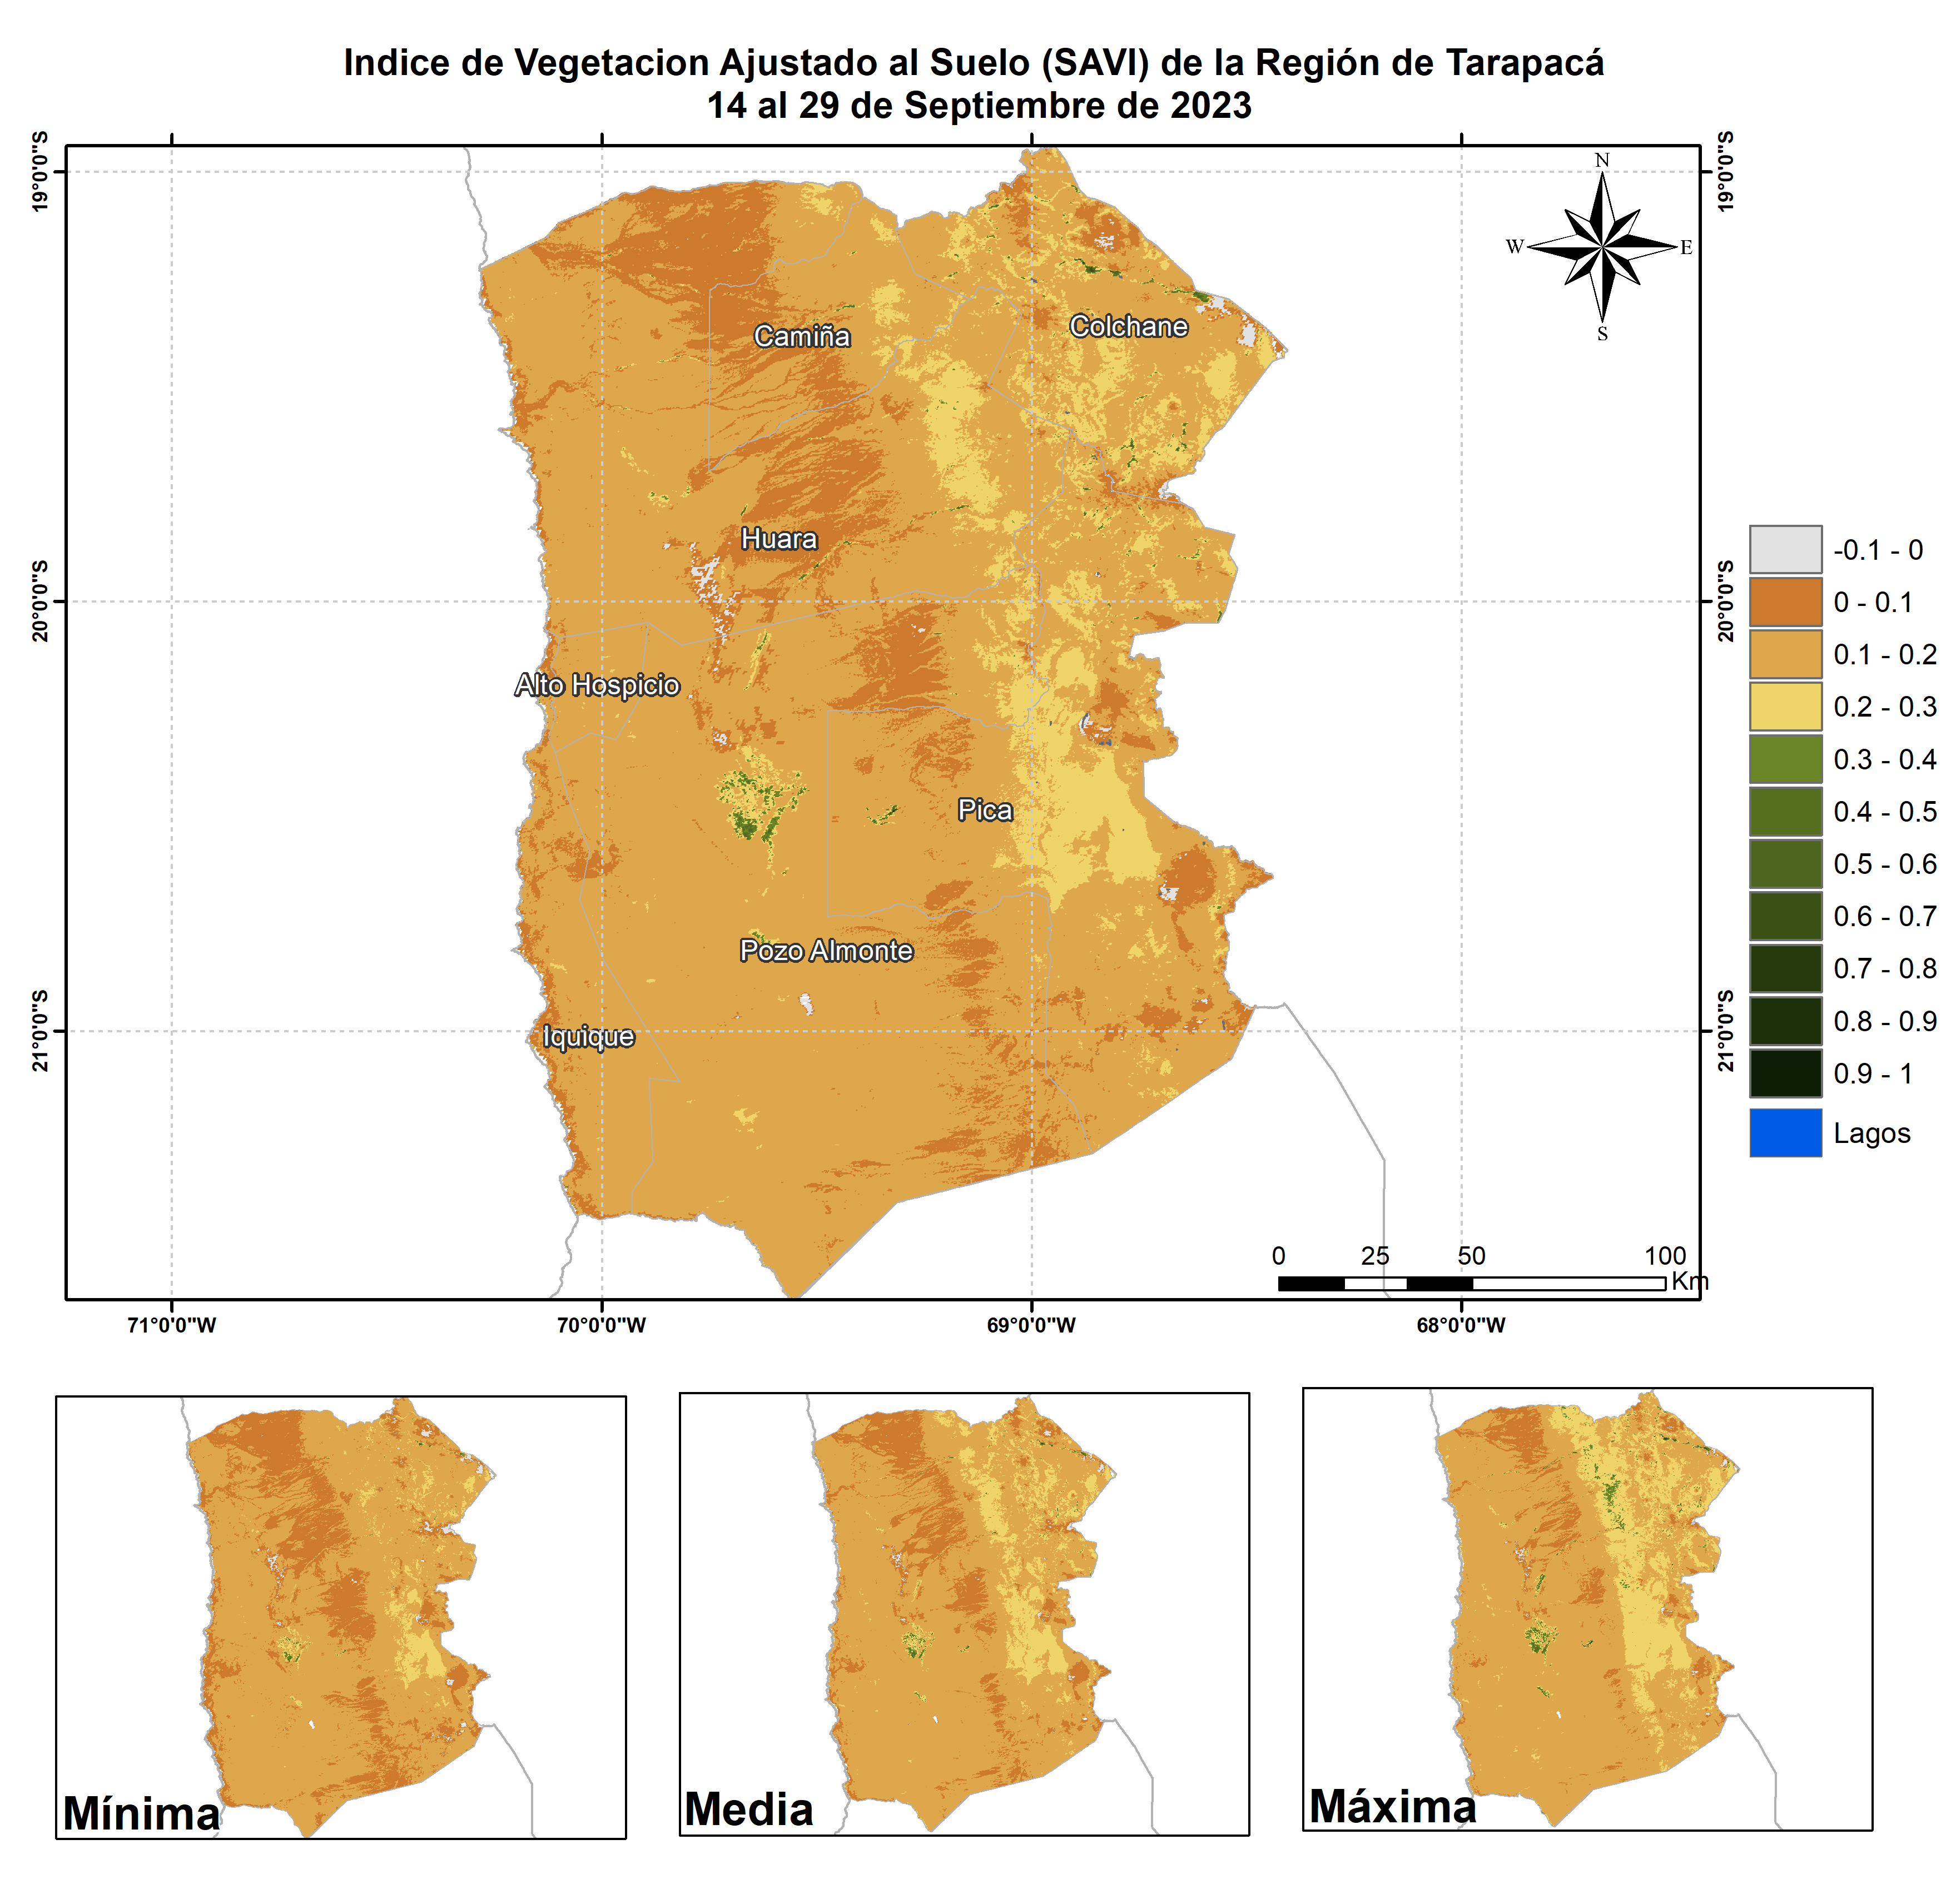 Indice de Vegetacion Ajustado al Suelo (SAVI) de la Región de Tarapacá
14 al 29 de Septiembre de 2023
19°0'0"S
19°0'0"S
N
W
E
S
Camiña
Colchane
Huara
20°0'0"S
20°0'0"S
Alto Hospicio
Pica
Pozo Almonte
Iquique
21°0'0"S
21°0'0"S
-0.1 - 0
0 - 0.1
0.1 - 0.2
0.2 - 0.3
0.3 - 0.4
0.4 - 0.5
0.5 - 0.6
0.6 - 0.7
0.7 - 0.8
0.8 - 0.9
0.9 - 1
Lagos
0 25 50 100
Km
71°0'0"W
70°0'0"W
69°0'0"W
68°0'0"W
Mínima
Media
Máxima